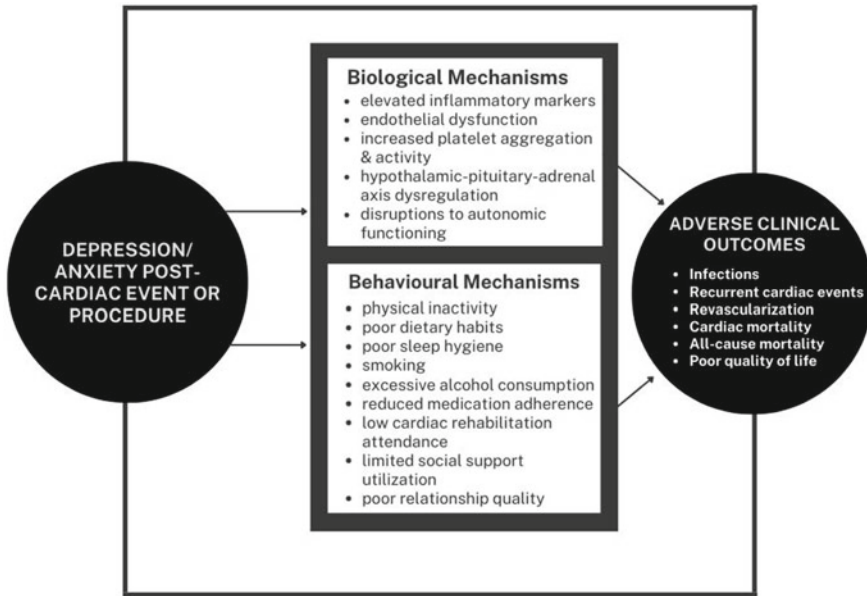 DEPRESSION/
ANXIETY POST-
CARDIAC EVENT OR
PROCEDURE
Biological Mechanisms
• elevated inflammatory markers
• endothelial dysfunction
• increased platelet aggregation
& activity
• hypothalamic-pituitary-adrenal
axis dysregulation
• disruptions to autonomic
functioning
Behavioural Mechanisms
• physical inactivity
• poor dietary habits
• poor sleep hygiene
• smoking
• excessive alcohol consumption
• reduced medication adherence
• low cardiac rehabilitation
attendance
• limited social support
utilization
• poor relationship quality
ADVERSE CLINICAL
OUTCOMES
• Infections
• Recurrent cardiac events
• Revascularization
• Cardiac mortality
• All-cause mortality
• Poor quality of life